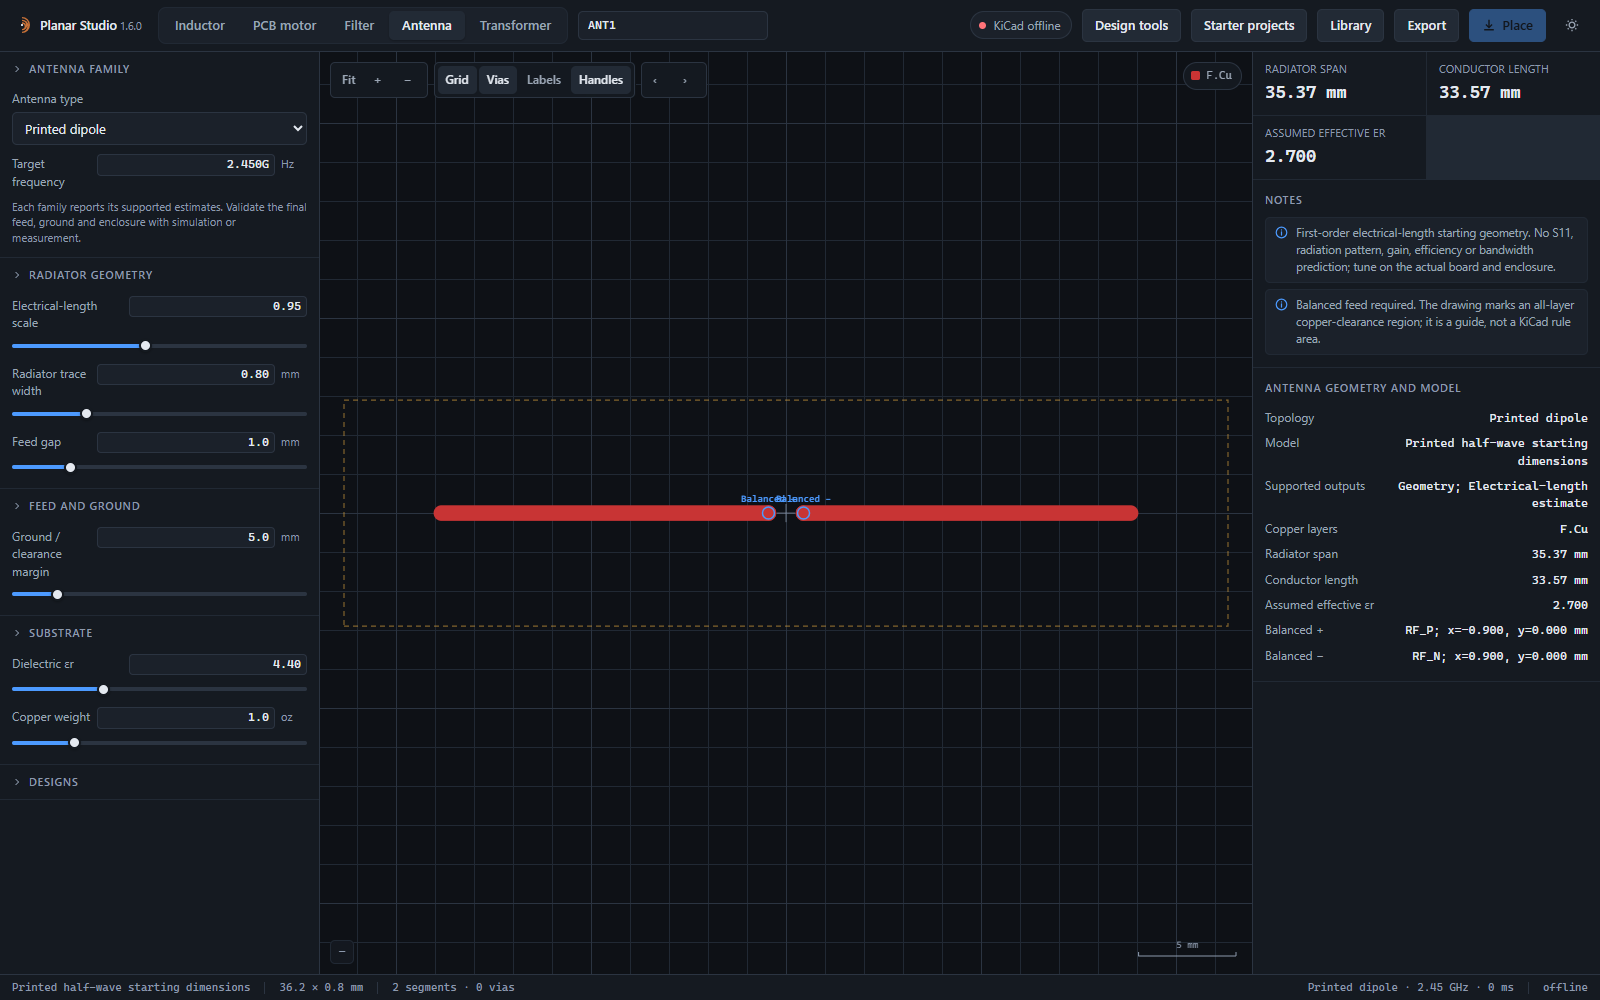 Planar Studio 1.6.0
Inductor
PCB motor
Filter
Antenna
Transformer
ANT1
KiCad offline
Design tools
Starter projects
Library
Export
Place
ANTENNA FAMILY
Antenna type
Printed dipole
Target frequency
2.450G Hz
Each family reports its supported estimates. Validate the final
feed, ground and enclosure with simulation or
measurement.
RADIATOR GEOMETRY
Electrical-length scale
0.95
Radiator trace width
0.80 mm
Feed gap
1.0 mm
FEED AND GROUND
Ground / clearance margin
5.0 mm
SUBSTRATE
Dielectric εr
4.40
Copper weight
1.0 oz
DESIGNS
Fit + −
Grid Vias Labels Handles
‹ ›
F.Cu
Balanced −
5 mm
−
RADIATOR SPAN
35.37 mm
CONDUCTOR LENGTH
33.57 mm
ASSUMED EFFECTIVE ΕR
2.700
NOTES
First-order electrical-length starting geometry. No S11,
radiation pattern, gain, efficiency or bandwidth
prediction; tune on the actual board and enclosure.
Balanced feed required. The drawing marks an all-layer
copper-clearance region; it is a guide, not a KiCad rule
area.
ANTENNA GEOMETRY AND MODEL
Topology Printed dipole
Model Printed half-wave starting
dimensions
Supported outputs Geometry; Electrical-length
estimate
Copper layers F.Cu
Radiator span 35.37 mm
Conductor length 33.57 mm
Assumed effective εr 2.700
Balanced + RF_P; x=-0.900, y=0.000 mm
Balanced − RF_N; x=0.900, y=0.000 mm
Printed half-wave starting dimensions
36.2 × 0.8 mm
2 segments · 0 vias
Printed dipole · 2.45 GHz · 0 ms
offline